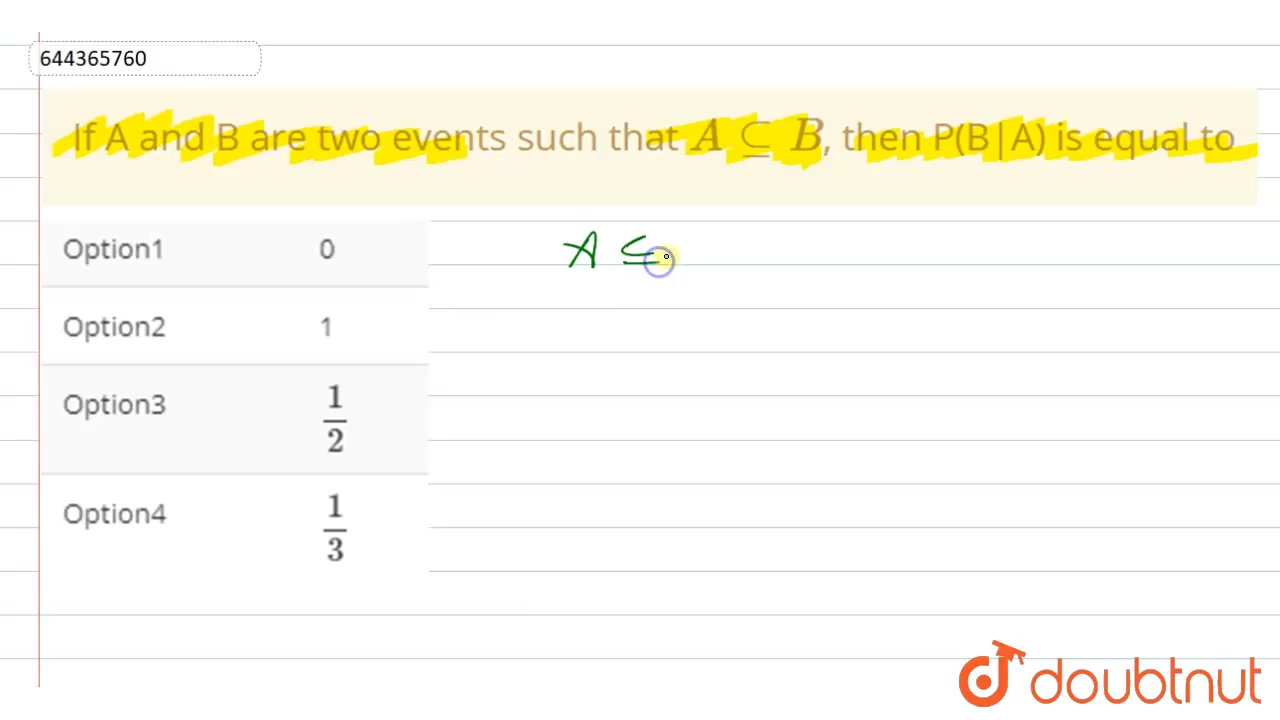 644365760
If A and B are two events such that A ⊆ B, then P(B|A) is equal to
Option1 0
A ⊆
Option2 1
Option3 1/2
Option4 1/3
doubtnut